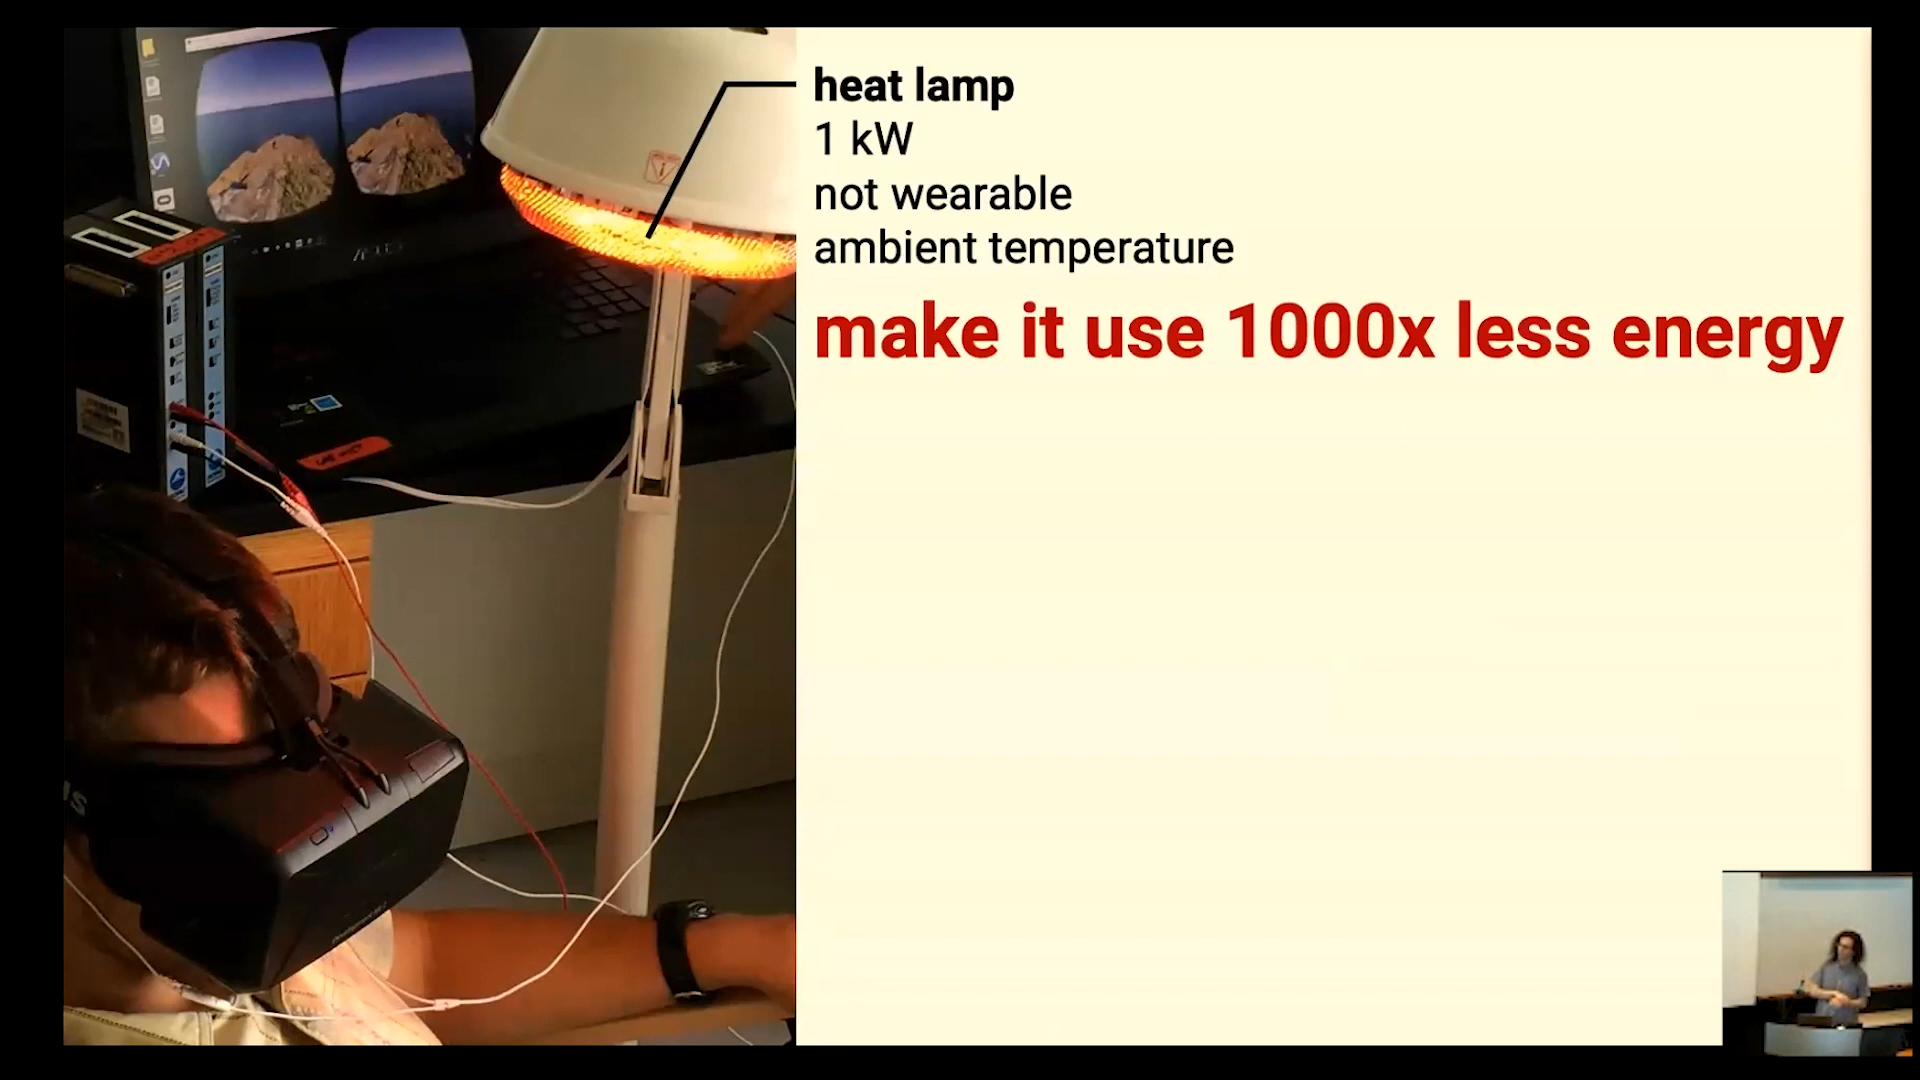 heat lamp
1 kW
not wearable
ambient temperature
make it use 1000x less energy